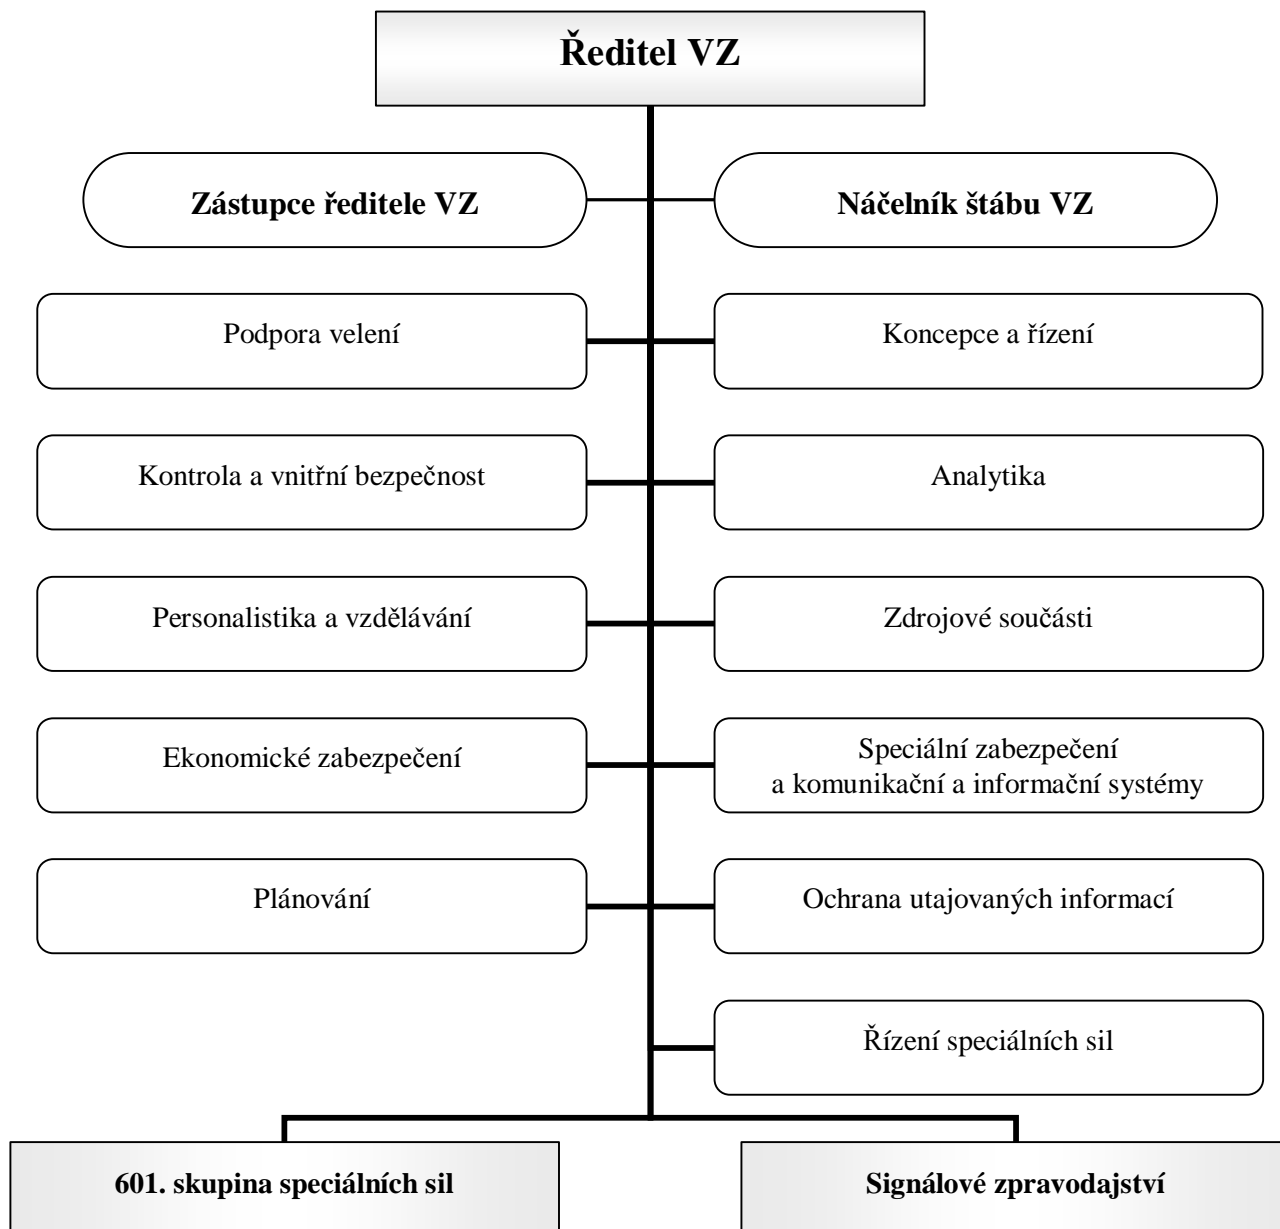 Ředitel VZ
Zástupce ředitele VZ
Náčelník štábu VZ
Podpora velení
Koncepce a řízení
Kontrola a vnitřní bezpečnost
Analytika
Personalistika a vzdělávání
Zdrojové součásti
Ekonomické zabezpečení
Speciální zabezpečení
a komunikační a informační systémy
Plánování
Ochrana utajovaných informací
Řízení speciálních sil
601. skupina speciálních sil
Signálové zpravodajství